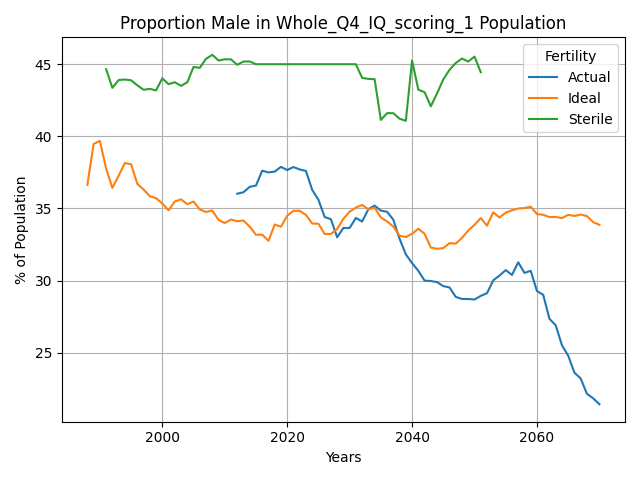 Proportion Male in Whole_Q4_IQ_scoring_1 Population
Fertility
Actual
Ideal
Sterile
% of Population
45
40
35
30
25
2000
2020
2040
2060
Years